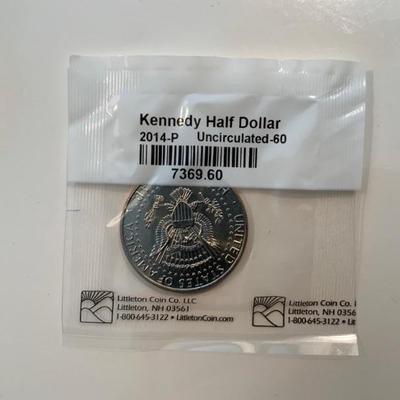 Kennedy Half Dollar
2014-P Uncirculated-60
7369.60
UNITED STATES OF AMERICA
Littleton Coin Co. LLC
Littleton, NH 03561
1-800-645-3122 • LittletonCoin.com
Littleton Coin Co.
Littleton, NH 0356
1-800-645-3122 • Littleton